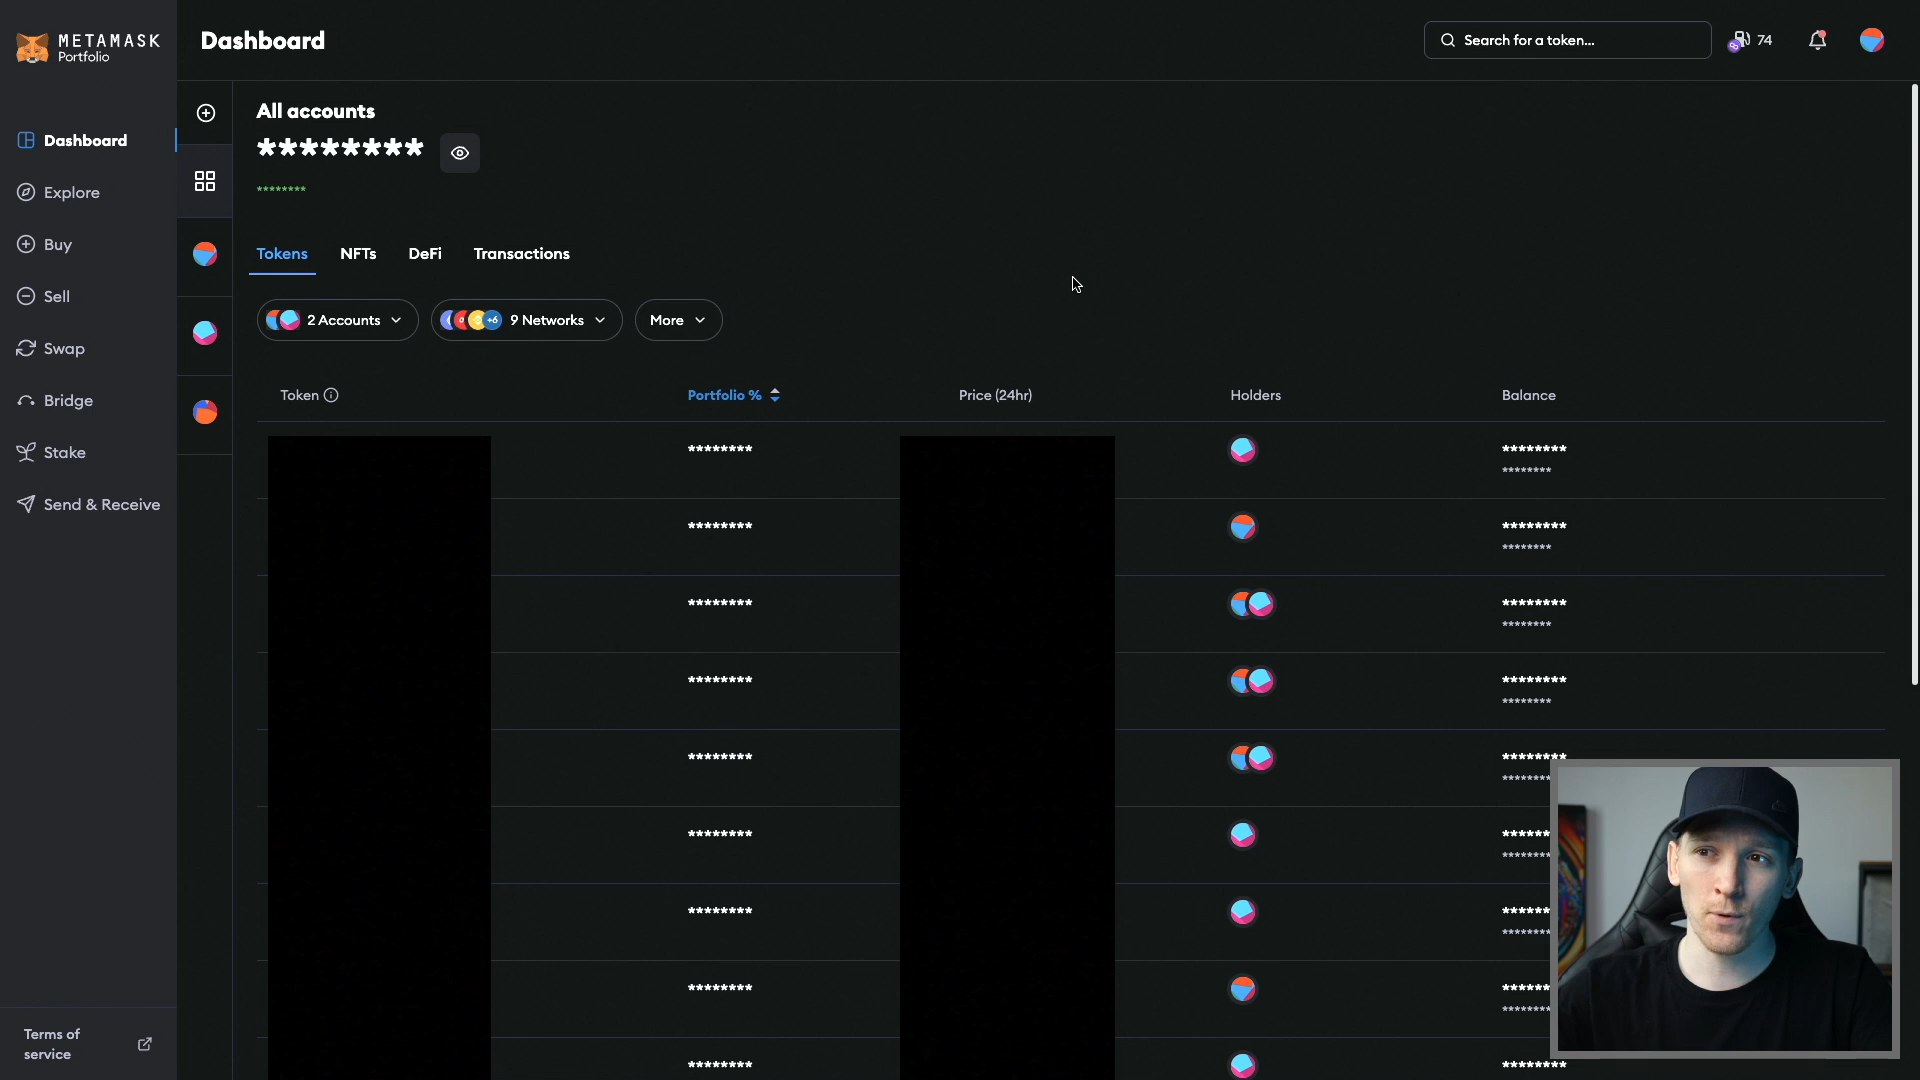 METAMASK
Portfolio
Dashboard
Search for a token...
74
Dashboard
Explore
Buy
Sell
Swap
Bridge
Stake
Send & Receive
Terms of
service
All accounts
********
********
Tokens NFTs DeFi Transactions
2 Accounts
+6 9 Networks
More
Token Portfolio % Price (24hr) Holders Balance
******** ********
********
******** ********
********
******** ********
********
******** ********
********
******** ********
********
******** ******
********
******** ******
********
******** ******
********
******** ********